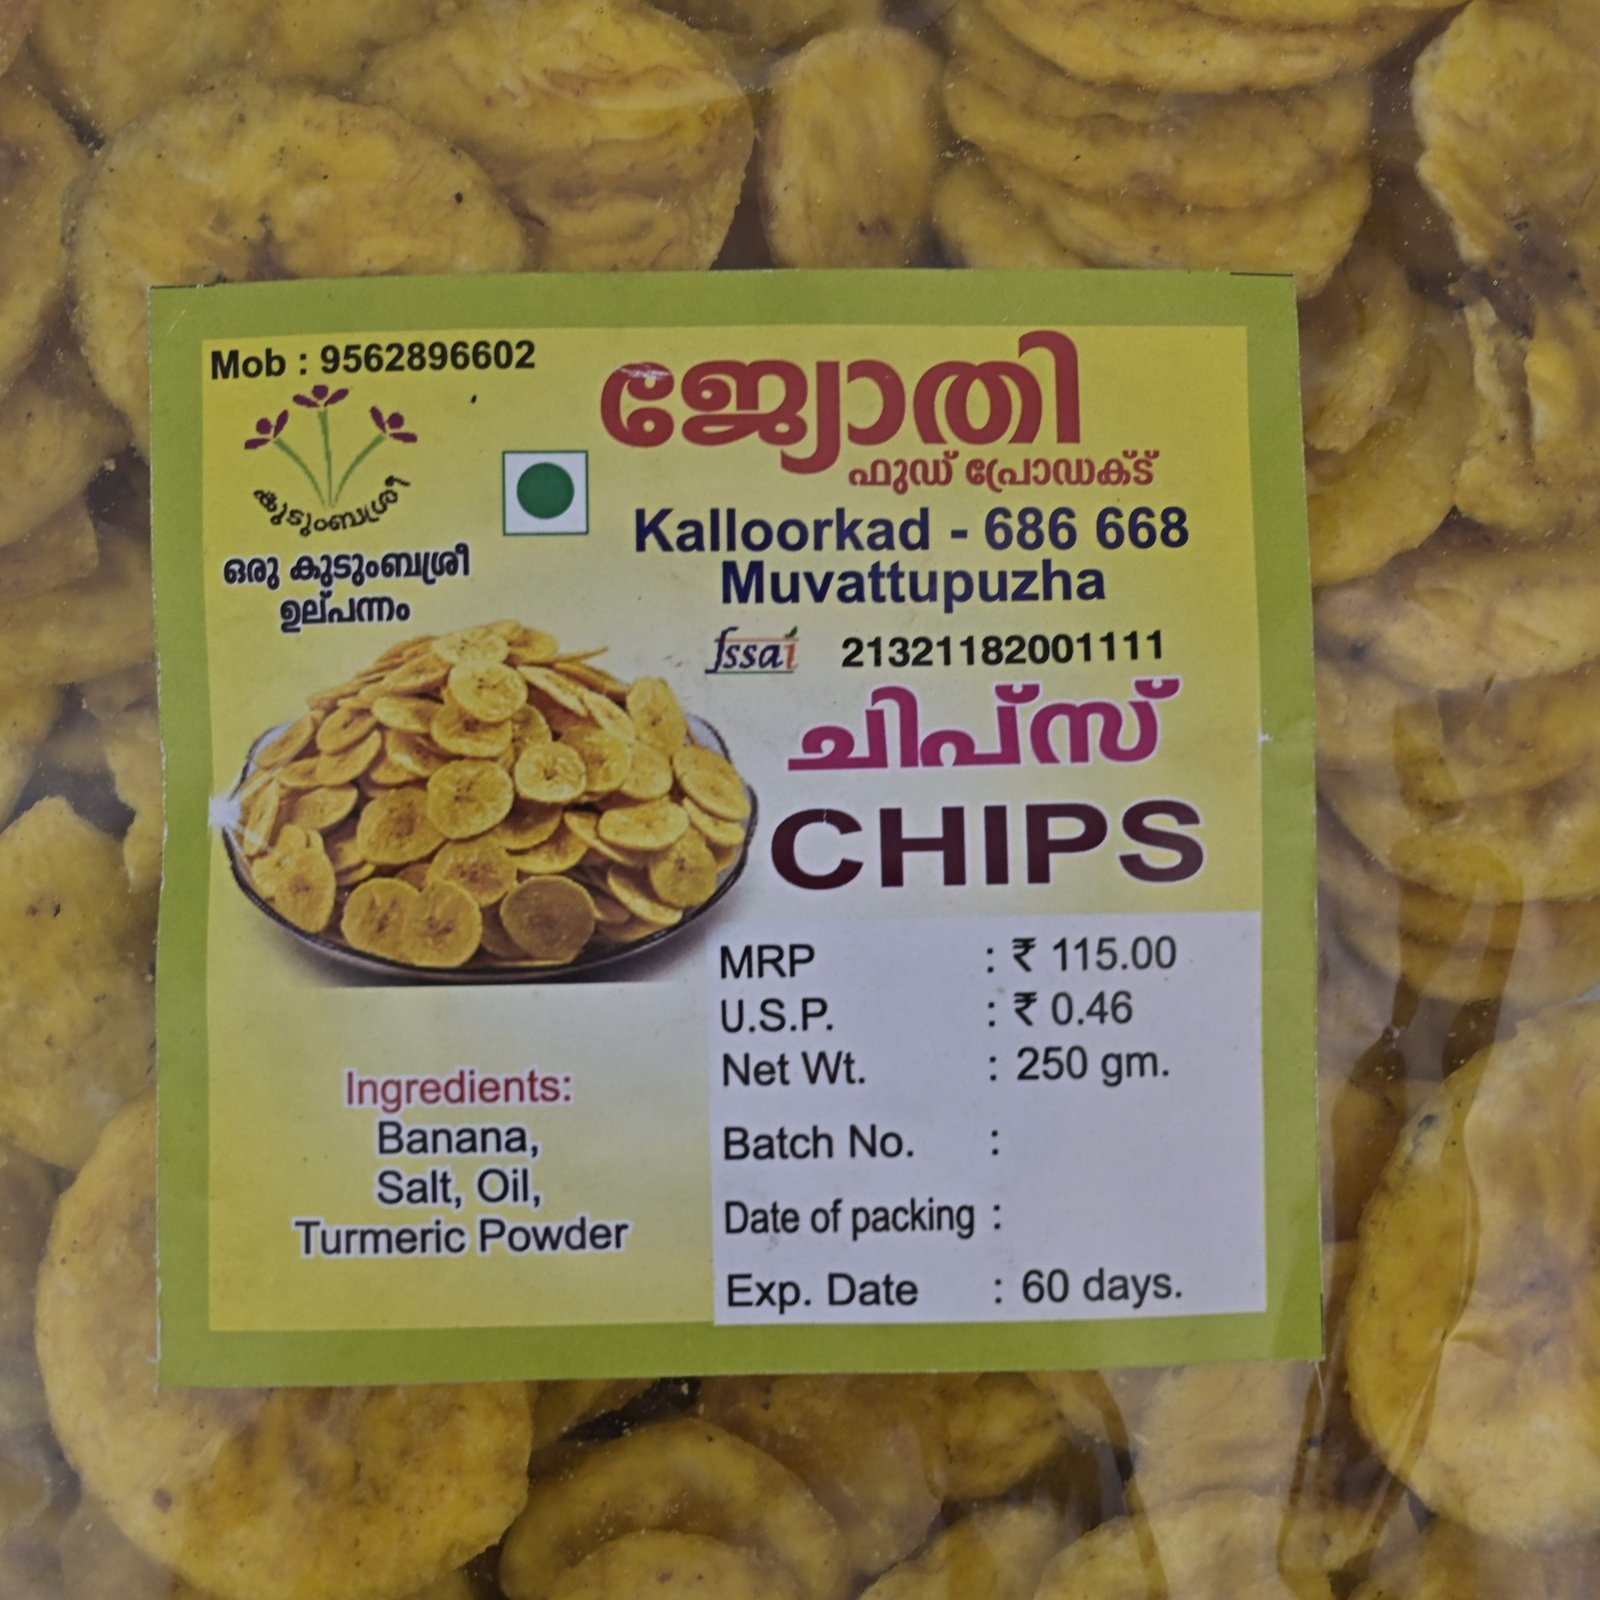 Mob : 9562896602
ജ്യോതി
ഫുഡ് പ്രോഡക്ട്
കുടുംബശ്രീ
ഒരു കുടുംബശ്രീ
ഉല്പന്നം
Kalloorkad - 686 668
Muvattupuzha
fssai 21321182001111
ചിപ്സ്
CHIPS
MRP : ₹ 115.00
U.S.P. : ₹ 0.46
Net Wt. : 250 gm.
Batch No. :
Date of packing :
Exp. Date : 60 days.
Ingredients:
Banana,
Salt, Oil,
Turmeric Powder